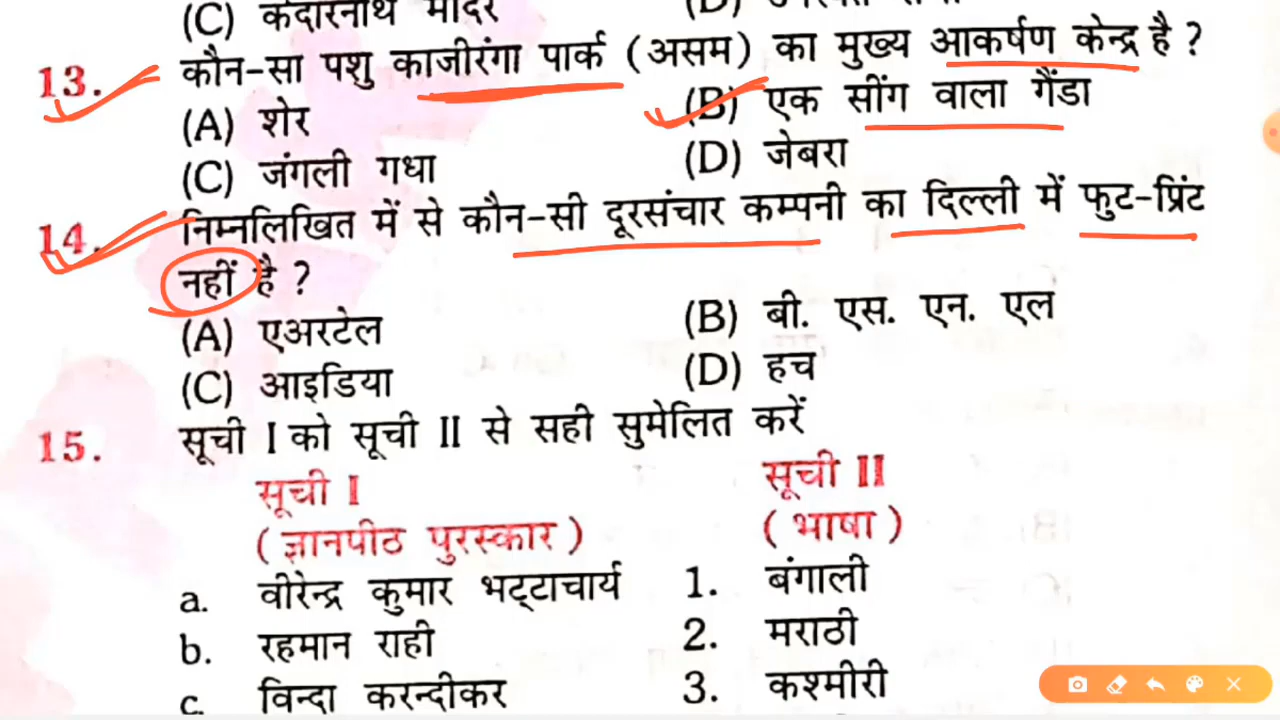 (C) केदारनाथ मंदिर
13. कौन-सा पशु काजीरंगा पार्क (असम) का मुख्य आकर्षण केन्द्र है ?
(A) शेर (B) एक सींग वाला गैंडा
(C) जंगली गधा (D) जेबरा
14. निम्नलिखित में से कौन-सी दूरसंचार कम्पनी का दिल्ली में फुट-प्रिंट
नहीं है ?
(A) एअरटेल (B) बी. एस. एन. एल
(C) आइडिया (D) हच
15. सूची I को सूची II से सही सुमेलित करें
सूची I सूची II
( ज्ञानपीठ पुरस्कार ) ( भाषा )
a. वीरेन्द्र कुमार भट्टाचार्य 1. बंगाली
b. रहमान राही 2. मराठी
c. विन्दा करन्दीकर 3. कश्मीरी